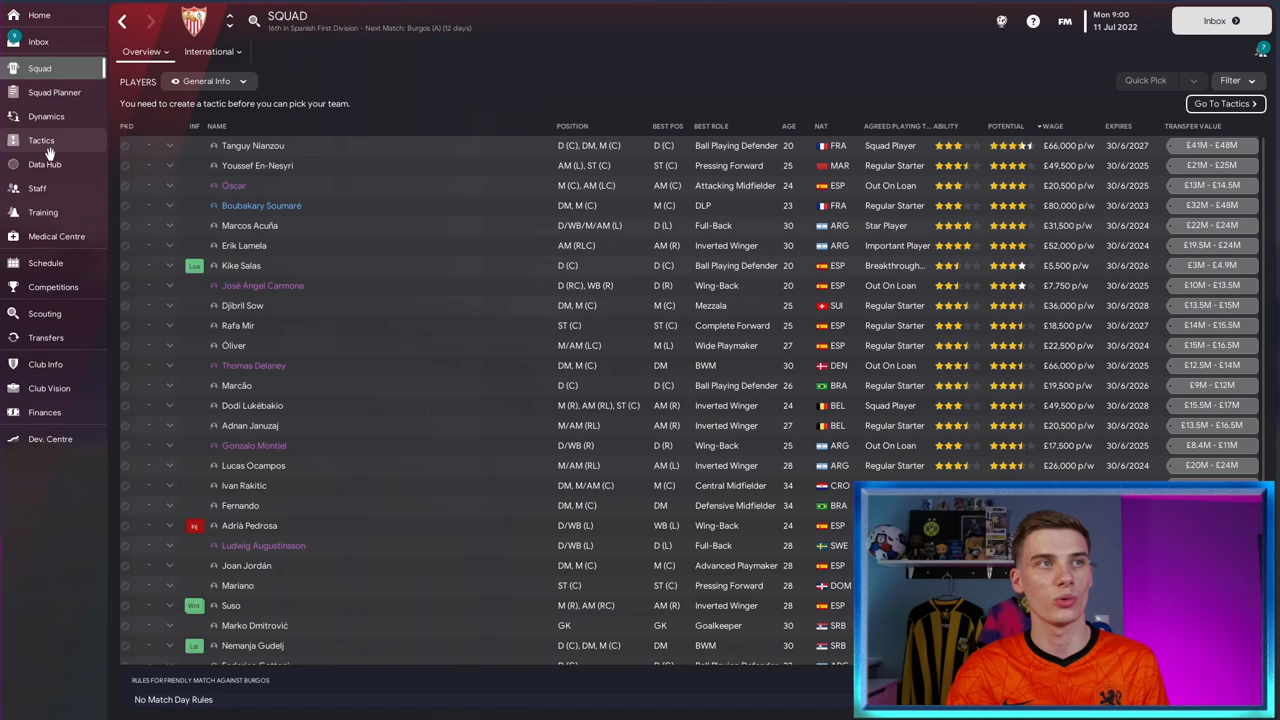 Home
SQUAD
16th in Spanish First Division - Next Match: Burgos (A) (12 days)
FM
Mon 9:00
11 Jul 2022
Inbox
9
Inbox
Squad
Squad Planner
Dynamics
Tactics
Data Hub
Staff
Training
Medical Centre
Schedule
Competitions
Scouting
Transfers
Club Info
Club Vision
Finances
Dev. Centre
Overview
International
7
PLAYERS
General Info
Quick Pick
Filter
You need to create a tactic before you can pick your team.
Go To Tactics
PKD INF NAME POSITION BEST POS BEST ROLE AGE NAT AGREED PLAYING T... ABILITY POTENTIAL WAGE EXPIRES TRANSFER VALUE
- Tanguy Nianzou D (C), DM, M (C) D (C) Ball Playing Defender 20 FRA Squad Player £66,000 p/w 30/6/2027 £41M - £48M
- Youssef En-Nesyri AM (L), ST (C) ST (C) Pressing Forward 25 MAR Regular Starter £49,500 p/w 30/6/2025 £21M - £25M
- Óscar M (C), AM (LC) AM (C) Attacking Midfielder 24 ESP Out On Loan £20,500 p/w 30/6/2025 £13M - £14.5M
- Boubakary Soumaré DM, M (C) M (C) DLP 23 FRA Regular Starter £80,000 p/w 30/6/2023 £32M - £48M
- Marcos Acuña D/WB/M/AM (L) D (L) Full-Back 30 ARG Star Player £31,500 p/w 30/6/2025 £22M - £24M
- Erik Lamela AM (RLC) AM (R) Inverted Winger 30 ARG Important Player £52,000 p/w 30/6/2024 £19.5M - £24M
- Loa Kike Salas D (C) D (C) Ball Playing Defender 20 ESP Breakthrough... £5,500 p/w 30/6/2026 £3M - £4.9M
- José Ángel Carmona D (RC), WB (R) D (R) Wing-Back 20 ESP Out On Loan £7,750 p/w 30/6/2025 £10M - £13.5M
- Djibril Sow DM, M (C) M (C) Mezzala 25 SUI Regular Starter £36,000 p/w 30/6/2028 £13.5M - £15M
- Rafa Mir ST (C) ST (C) Complete Forward 25 ESP Regular Starter £18,500 p/w 30/6/2027 £14M - £15.5M
- Óliver M/AM (LC) M (L) Wide Playmaker 27 ESP Regular Starter £22,500 p/w 30/6/2024 £15M - £16.5M
- Thomas Delaney DM, M (C) DM BWM 30 DEN Regular Starter £66,000 p/w 30/6/2025 £12.5M - £14M
- Marcão D (C) D (C) Ball Playing Defender 26 BRA Regular Starter £19,500 p/w 30/6/2027 £9M - £12M
- Dodi Lukébakio M (R), AM (RL), ST (C) AM (R) Inverted Winger 24 BEL Squad Player £49,500 p/w 30/6/2028 £15.5M - £17M
- Adnan Januzaj M/AM (RL) AM (R) Inverted Winger 27 BEL Regular Starter £20,500 p/w 30/6/2026 £13.5M - £16.5M
- Gonzalo Montiel D/WB (R) D (R) Wing-Back 25 ARG Out On Loan £17,500 p/w 30/6/2025 £8.4M - £11M
- Lucas Ocampos M/AM (RL) AM (R) Inverted Winger 28 ARG Regular Starter £26,000 p/w 30/6/2024 £20M - £24M
- Ivan Rakitic DM, M/AM (C) M (C) Central Midfielder 34 CRO
- Fernando DM, M (C) DM Defensive Midfielder 34 BRA
- Inj Adrià Pedrosa D/WB (L) WB (L) Wing-Back 24 ESP
- Ludwig Augustinsson D/WB (L) D (L) Full-Back 28 SWE
- Joan Jordán DM, M (C) M (C) Advanced Playmaker 28 ESP
- Mariano ST (C) ST (C) Pressing Forward 28 DOM
- Wnt Suso M (R), AM (RC) AM (R) Inverted Winger 28 ESP
- Marko Dmitrović GK GK Goalkeeper 30 SRB
- Lat Nemanja Gudelj D (C), DM, M (C) DM BWM 30 SRB
RULES FOR FRIENDLY MATCH AGAINST BURGOS
No Match Day Rules